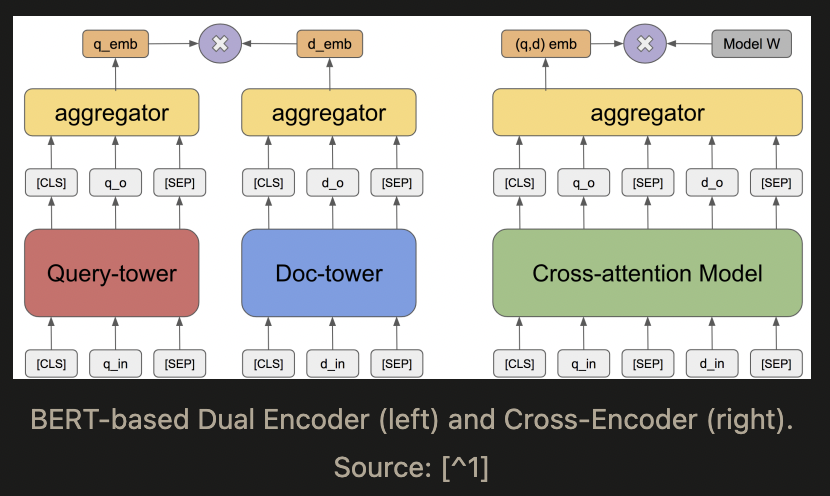 q_emb
d_emb
(q,d) emb
Model W
aggregator
aggregator
aggregator
[CLS]
q_o
[SEP]
[CLS]
d_o
[SEP]
[CLS]
q_o
[SEP]
d_o
[SEP]
Query-tower
Doc-tower
Cross-attention Model
[CLS]
q_in
[SEP]
[CLS]
d_in
[SEP]
[CLS]
q_in
[SEP]
d_in
[SEP]
BERT-based Dual Encoder (left) and Cross-Encoder (right).
Source: [^1]